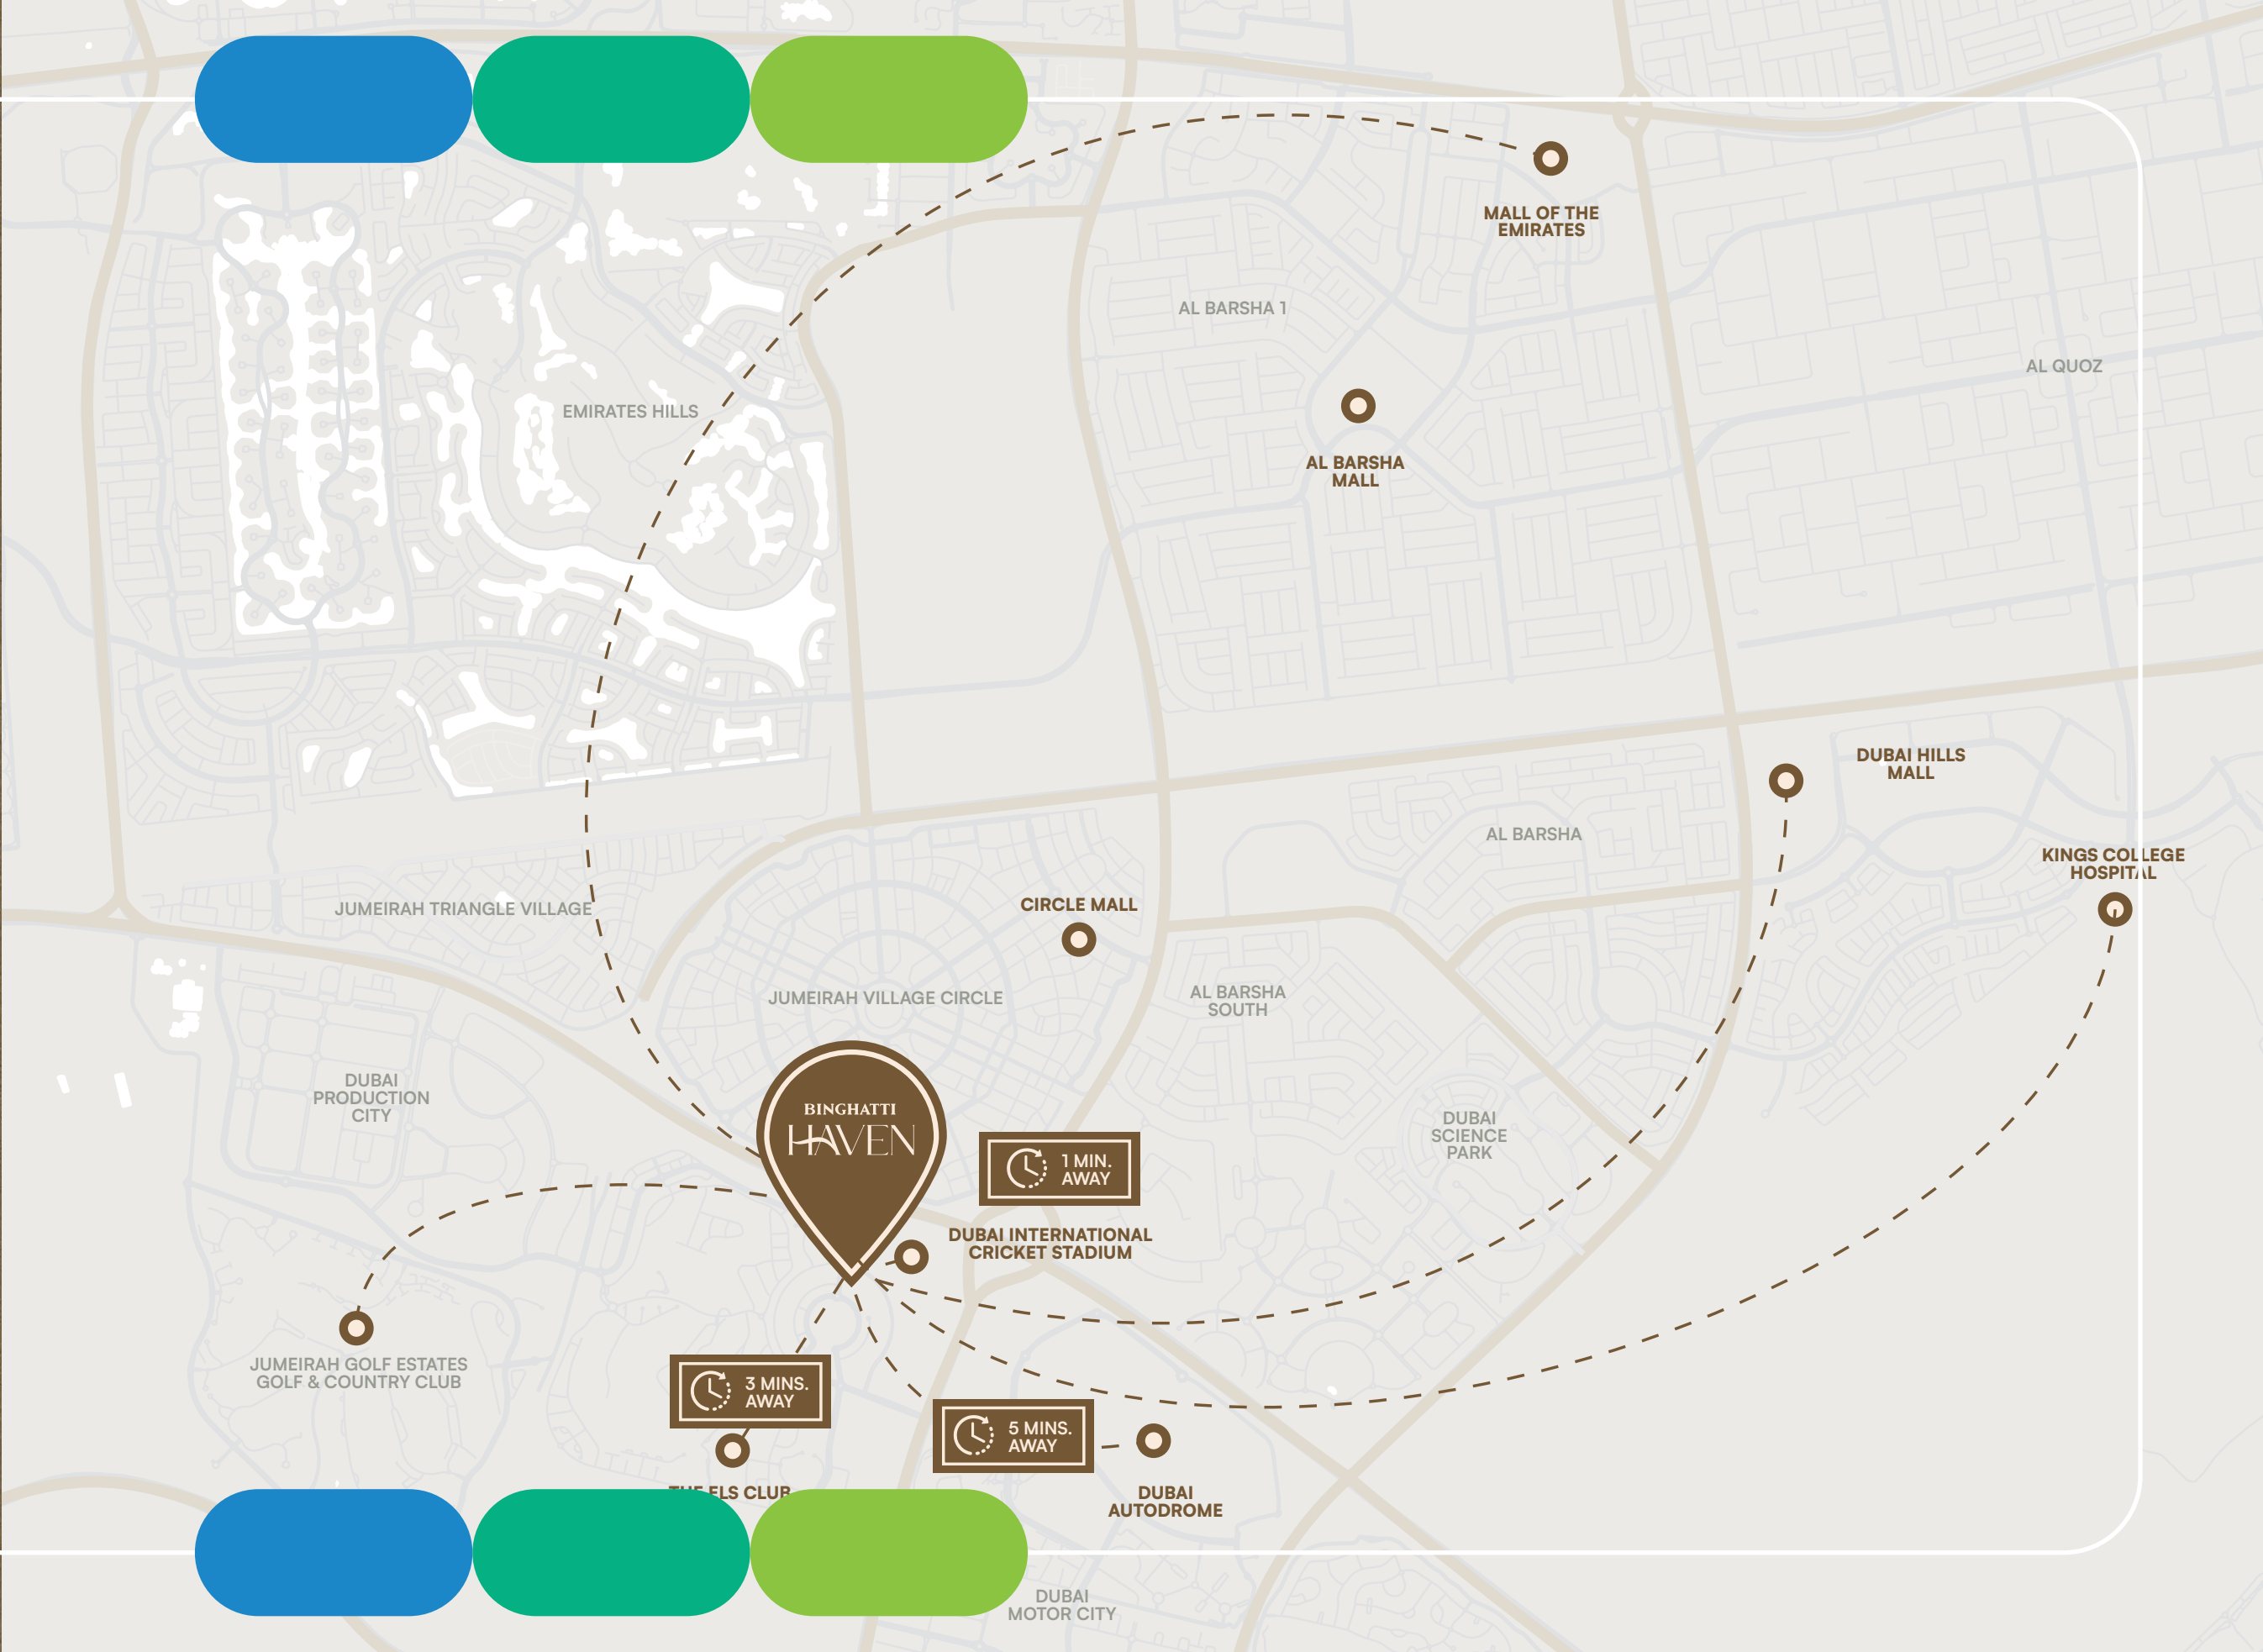 MALL OF THE
EMIRATES
AL BARSHA 1
AL QUOZ
EMIRATES HILLS
AL BARSHA
MALL
DUBAI HILLS
MALL
AL BARSHA
KINGS COLLEGE
HOSPITAL
CIRCLE MALL
JUMEIRAH TRIANGLE VILLAGE
JUMEIRAH VILLAGE CIRCLE
AL BARSHA
SOUTH
DUBAI
PRODUCTION
CITY
BINGHATTI
HAVEN
DUBAI
SCIENCE
PARK
1 MIN.
AWAY
DUBAI INTERNATIONAL
CRICKET STADIUM
JUMEIRAH GOLF ESTATES
GOLF & COUNTRY CLUB
3 MINS.
AWAY
5 MINS.
AWAY
THE ELS CLUB
DUBAI
AUTODROME
DUBAI
MOTOR CITY